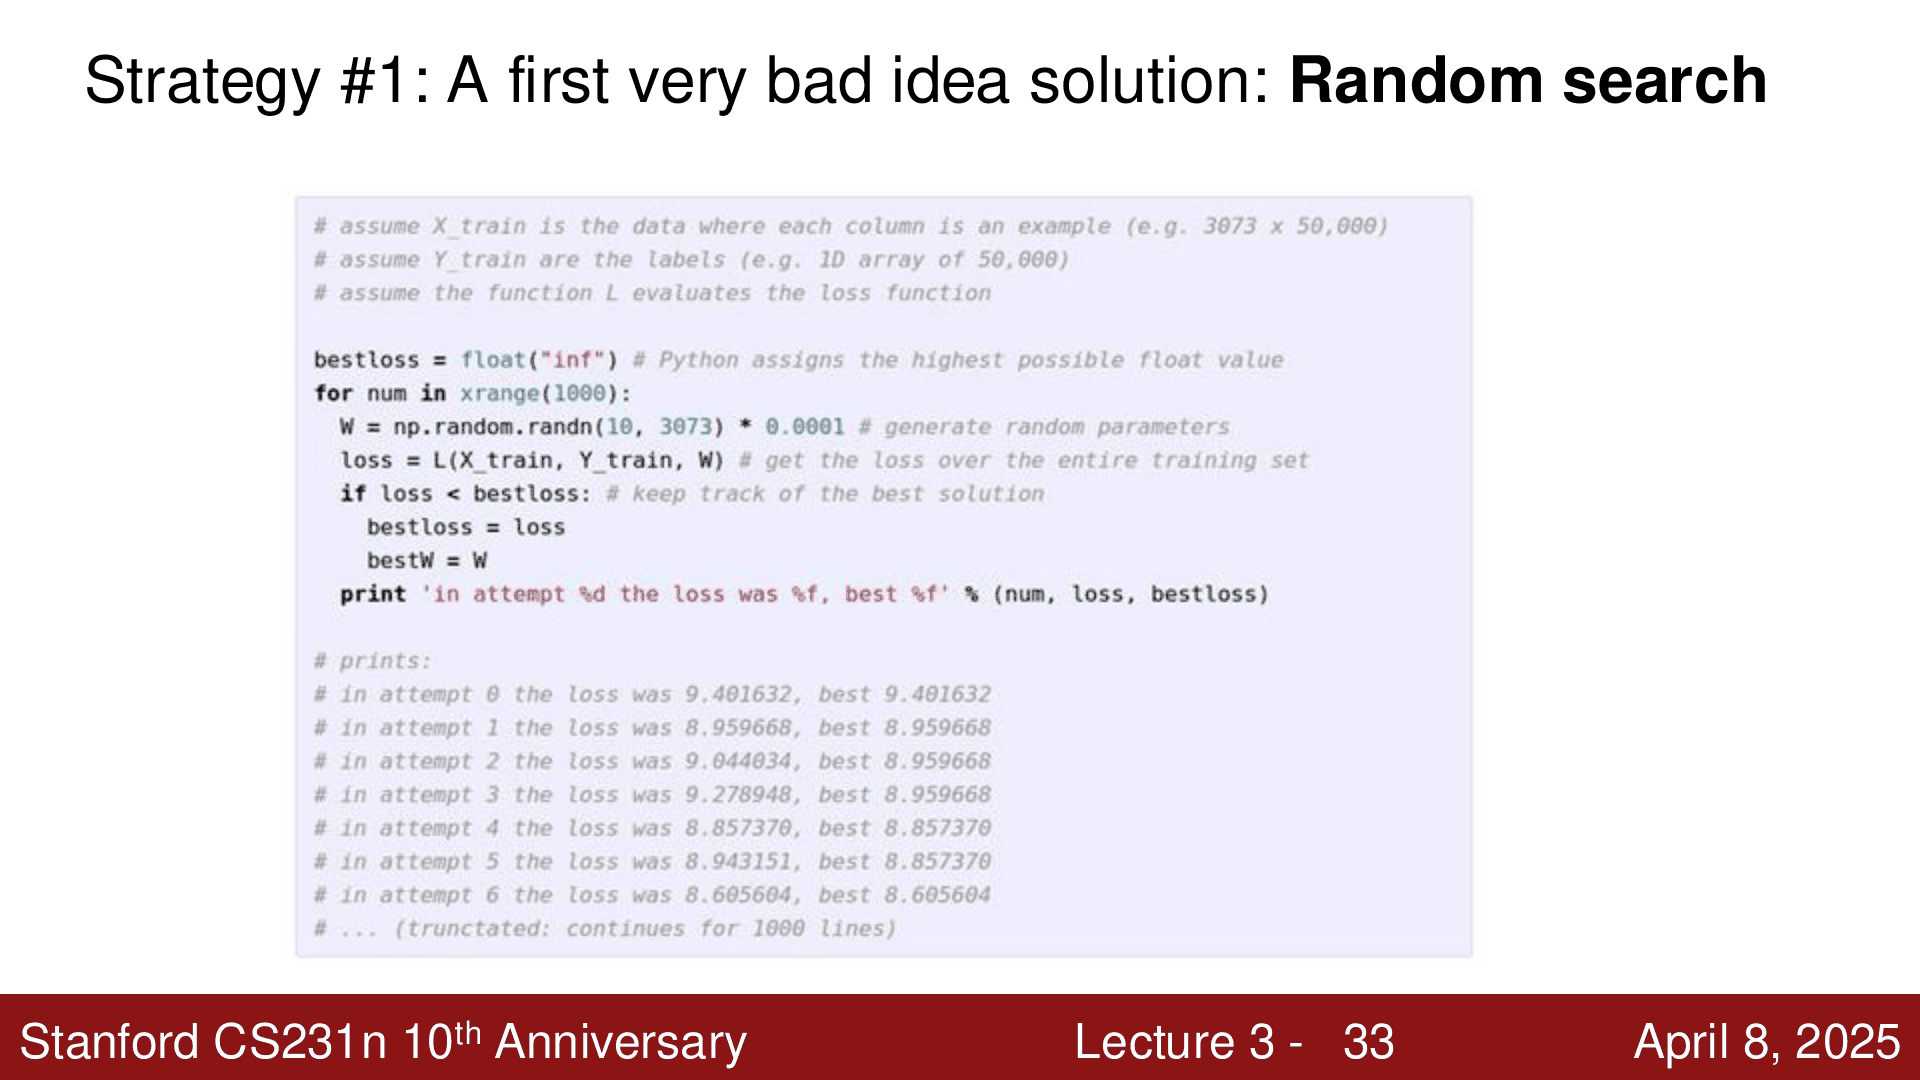 Strategy #1: A first very bad idea solution: Random search
# assume X_train is the data where each column is an example (e.g. 3073 x 50,000)
# assume Y_train are the labels (e.g. 1D array of 50,000)
# assume the function L evaluates the loss function
bestloss = float("inf") # Python assigns the highest possible float value
for num in xrange(1000):
  W = np.random.randn(10, 3073) * 0.0001 # generate random parameters
  loss = L(X_train, Y_train, W) # get the loss over the entire training set
  if loss < bestloss: # keep track of the best solution
    bestloss = loss
    bestW = W
  print 'in attempt %d the loss was %f, best %f' % (num, loss, bestloss)
# prints:
# in attempt 0 the loss was 9.401632, best 9.401632
# in attempt 1 the loss was 8.959668, best 8.959668
# in attempt 2 the loss was 9.044034, best 8.959668
# in attempt 3 the loss was 9.278948, best 8.959668
# in attempt 4 the loss was 8.857370, best 8.857370
# in attempt 5 the loss was 8.943151, best 8.857370
# in attempt 6 the loss was 8.605604, best 8.605604
# ... (trunctated: continues for 1000 lines)
Stanford CS231n 10th Anniversary Lecture 3 - 33 April 8, 2025